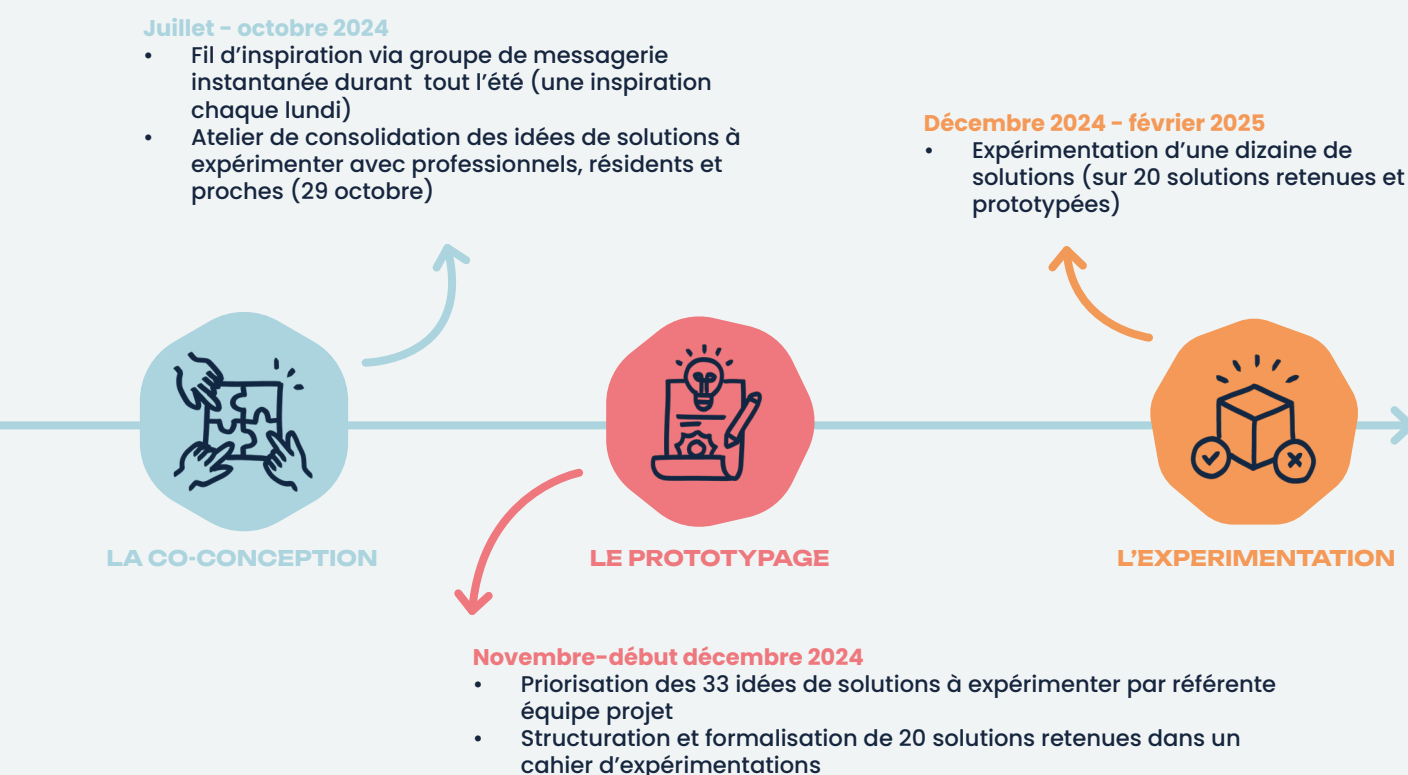 Juillet - octobre 2024
• Fil d'inspiration via groupe de messagerie
instantanée durant tout l'été (une inspiration
chaque lundi)
• Atelier de consolidation des idées de solutions à
expérimenter avec professionnels, résidents et
proches (29 octobre)
Décembre 2024 - février 2025
• Expérimentation d'une dizaine de
solutions (sur 20 solutions retenues et
prototypées)
LA CO-CONCEPTION
LE PROTOTYPAGE
L'EXPERIMENTATION
Novembre-début décembre 2024
• Priorisation des 33 idées de solutions à expérimenter par référente
équipe projet
• Structuration et formalisation de 20 solutions retenues dans un
cahier d'expérimentations